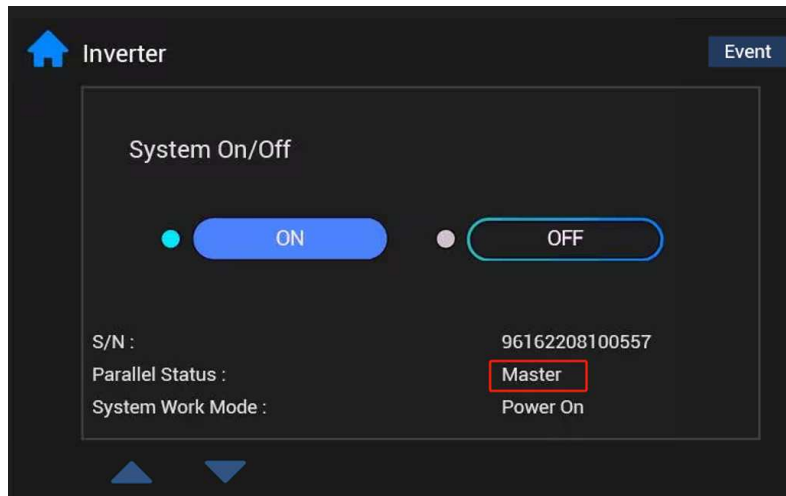 Inverter Event
System On/Off
ON OFF
S/N : 96162208100557
Parallel Status : Master
System Work Mode : Power On